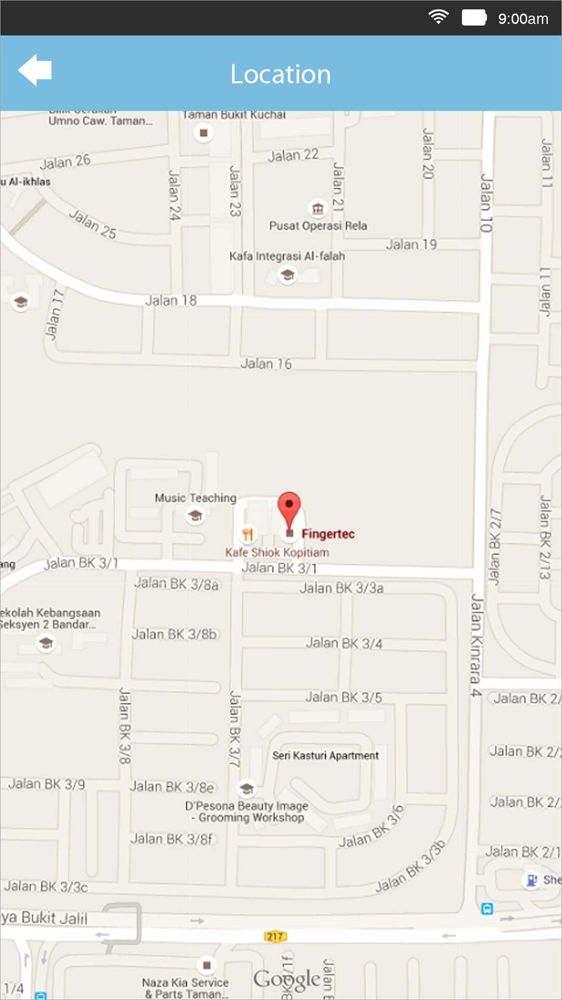 9:00am
Location
Umno Caw. Taman...
Taman Bukit Kuchai
Jalan 26
Jalan 22
Jalan 20
Jalan 11
u Al-ikhlas
Jalan 24
Jalan 23
Jalan 21
Jalan 10
Jalan 25
Pusat Operasi Rela
Jalan 19
Kafa Integrasi Al-falah
Jalan 11
Jalan 18
Jalan 17
Jalan 16
Music Teaching
Fingertec
Kafe Shiok Kopitiam
Jalan BK 2/7
Jalan BK 2/13
ang
Jalan BK 3/1
Jalan BK 3/1
Jalan BK 3/8a
Jalan BK 3/3a
ekolah Kebangsaan
Seksyen 2 Bandar...
Jalan BK 3/8b
Jalan BK 3/4
Jalan Kinrara 4
Jalan BK 3/5
Jalan BK 2/
Jalan BK 3/8
Jalan BK 3/7
Seri Kasturi Apartment
Jalan BK 2/
Jalan BK 3/9
Jalan BK 3/8e
D'Pesona Beauty Image
- Grooming Workshop
Jalan BK 2/
Jalan BK 3/6
Jalan BK 3/8f
Jalan BK 3/3b
Jalan BK 2/1
Jalan BK 3/3c
She
ya Bukit Jalil
217
Naza Kia Service
& Parts Taman...
Google
Jalan
1/4